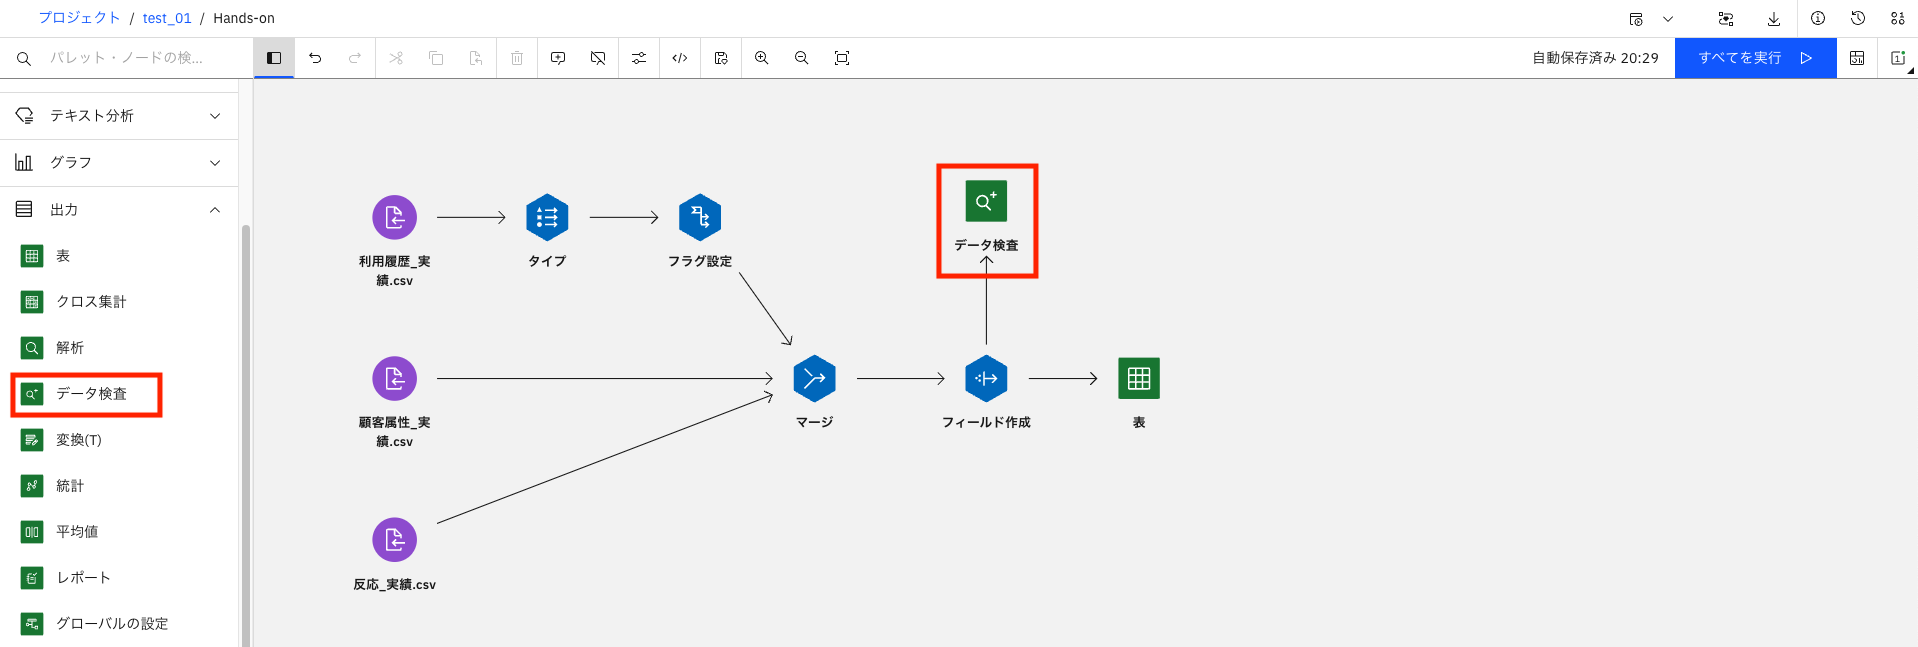 プロジェクト / test_01 / Hands-on
パレット・ノードの検...
自動保存済み 20:29
すべてを実行
テキスト分析
グラフ
出力
表
クロス集計
解析
データ検査
変換(T)
統計
平均値
レポート
グローバルの設定
利用履歴_実
績.csv
タイプ
フラグ設定
データ検査
顧客属性_実
績.csv
マージ
フィールド作成
表
反応_実績.csv